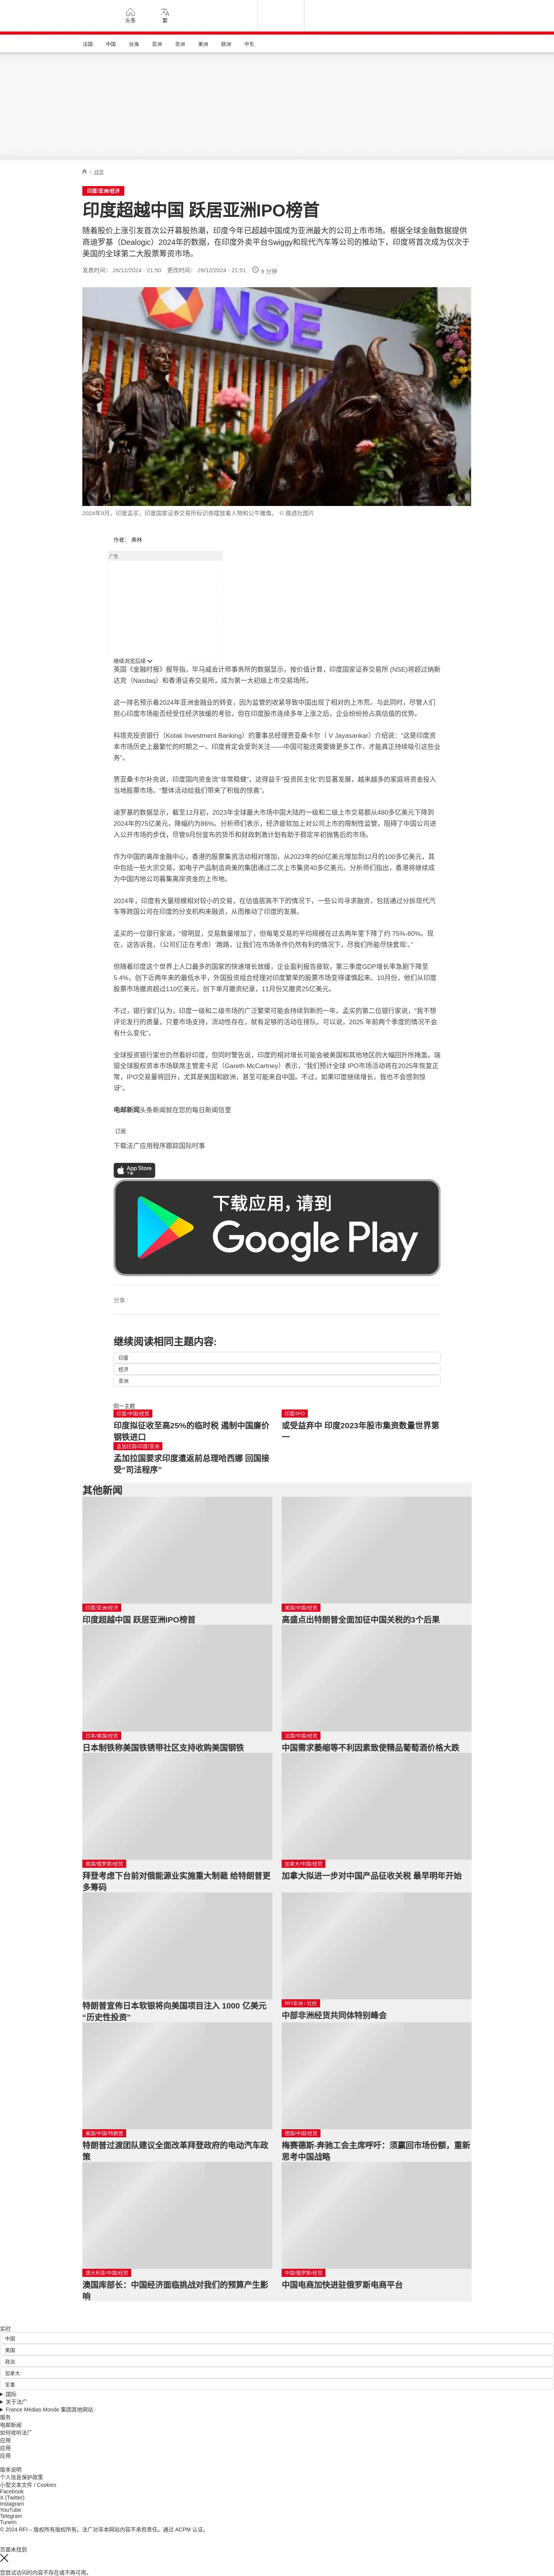 头条
繁
法国
中国
台海
亚洲
非洲
美洲
欧洲
中东
/ 经贸
印度/亚洲/经济
印度超越中国 跃居亚洲IPO榜首
随着股价上涨引发首次公开募股热潮，印度今年已超越中国成为亚洲最大的公司上市市场。根据全球金融数据提供
商迪罗基（Dealogic）2024年的数据，在印度外卖平台Swiggy和现代汽车等公司的推动下，印度将首次成为仅次于
美国的全球第二大股票筹资市场。
发表时间： 26/12/2024 - 21:50 更改时间： 26/12/2024 - 21:51 9 分钟
NSE
2024年9月，印度孟买，印度国家证券交易所标识旁摆放着人物和公牛雕像。 © 路透社图片
作者： 弗林
广告
继续浏览后续
英国《金融时报》报导指，华马威会计师事务所的数据显示，按价值计算，印度国家证券交易所 (NSE)将超过纳斯
达克（Nasdaq）和香港证券交易所，成为第一大初级上市交易场所。
这一排名预示着2024年亚洲金融业的转变，因为监管的收紧导致中国出现了相对的上市荒。与此同时，尽管人们
担心印度市场能否经受住经济放缓的考验，但在印度股市连续多年上涨之后，企业纷纷抢占高估值的优势。
科塔克投资银行（Kotak Investment Banking）的董事总经理贾亚桑卡尔（ V Jayasankar）介绍说：“这是印度资
本市场历史上最繁忙的时期之一。印度肯定会受到关注——中国可能还需要做更多工作，才能真正持续吸引这些业
务”。
贾亚桑卡尔补充说，印度国内资金流“非常稳健”，这得益于“投资民主化”的显著发展，越来越多的家庭将资金投入
当地股票市场。“整体活动给我们带来了积极的惊喜”。
迪罗基的数据显示，截至12月初，2023年全球最大市场中国大陆的一级和二级上市交易额从480多亿美元下降到
2024年的75亿美元，降幅约为86%。分析师们表示，经济疲软加上对公司上市的限制性监管，阻碍了中国公司进
入公开市场的步伐，尽管9月份宣布的货币和财政刺激计划有助于稳定年初抛售后的市场。
作为中国的离岸金融中心，香港的股票集资活动相对增加，从2023年的60亿美元增加到12月的100多亿美元，其
中包括一些大宗交易，如电子产品制造商美的集团通过二次上市集资40多亿美元。分析师们指出，香港将继续成
为中国内地公司募集离岸资金的上市地。
2024年，印度有大量规模相对较小的交易，在估值居高不下的情况下，一些公司寻求融资，包括通过分拆现代汽
车等跨国公司在印度的分支机构来融资，从而推动了印度的发展。
孟买的一位银行家说，“很明显，交易数量增加了，但每笔交易的平均规模在过去两年里下降了约 75%-80%。现
在，这告诉我，（公司们正在考虑）‘跑路，让我们在市场条件仍然有利的情况下，尽我们所能尽快套现’。”
但随着印度这个世界上人口最多的国家的快速增长放缓，企业盈利报告疲软，第三季度GDP增长率急剧下降至
5.4%，创下近两年来的最低水平，外国投资组合经理对印度繁荣的股票市场变得谨慎起来。10月份，他们从印度
股票市场撤资超过110亿美元，创下单月撤资纪录，11月份又撤资25亿美元。
不过，银行家们认为，印度一级和二级市场的广泛繁荣可能会持续到新的一年。孟买的第二位银行家说，“我不想
评论发行的质量，只要市场支持，流动性存在，就有足够的活动在排队。可以说，2025 年前两个季度的情况不会
有什么变化”。
全球投资银行家也仍然看好印度，但同时警告说，印度的相对增长可能会被美国和其他地区的大幅回升所掩盖。瑞
银全球股权资本市场联席主管麦卡尼（Gareth McCartney）表示，“我们预计全球 IPO市场活动将在2025年恢复正
常，IPO交易量将回升，尤其是美国和欧洲，甚至可能来自中国。不过，如果印度继续增长，我也不会感到惊
讶”。
电邮新闻头条新闻就在您的每日新闻信里
订阅
下载法广应用程序跟踪国际时事
App Store
下载
下载应用，请到
Google Play
分享 :
继续阅读相同主题内容:
印度
经济
亚洲
同一主题
印度/中国/经贸
印度拟征收至高25%的临时税 遏制中国廉价
钢铁进口
印度IPO
或受益弃中 印度2023年股市集资数量世界第
一
孟加拉国/印度/亚洲
孟加拉国要求印度遣返前总理哈西娜 回国接
受“司法程序”
其他新闻
印度/亚洲/经济
印度超越中国 跃居亚洲IPO榜首
美国/中国/经贸
高盛点出特朗普全面加征中国关税的3个后果
日本/美国/经贸
日本制铁称美国铁锈带社区支持收购美国钢铁
法国/中国/经贸
中国需求萎缩等不利因素致使精品葡萄酒价格大跌
美国/俄罗斯/经贸
拜登考虑下台前对俄能源业实施重大制裁 给特朗普更
多筹码
加拿大/中国/经贸
加拿大拟进一步对中国产品征收关税 最早明年开始
特朗普宣佈日本软银将向美国项目注入 1000 亿美元
“历史性投资”
RFI非洲 / 社经
中部非洲经货共同体特别峰会
美国/中国/特朗普
特朗普过渡团队建议全面改革拜登政府的电动汽车政
策
德国/中国/经贸
梅赛德斯-奔驰工会主席呼吁：须赢回市场份额，重新
思考中国战略
澳大利亚/中国/经贸
澳国库部长：中国经济面临挑战对我们的预算产生影
响
中国/俄罗斯/经贸
中国电商加快进驻俄罗斯电商平台
实时
中国
美国
政治
加拿大
军事
国际
关于法广
France Médias Monde 集团其他网站
服务
电邮新闻
如何收听法广
应用
应用
应用
版本说明
个人信息保护政策
小型文本文件 / Cookies
Facebook
X (Twitter)
Instagram
YouTube
Telegram
TuneIn
© 2024 RFI – 版权所有版权所有。法广对非本网站内容不承担责任。通过 ACPM 认证。
页面未找到
您尝试访问的内容不存在或不再可用。